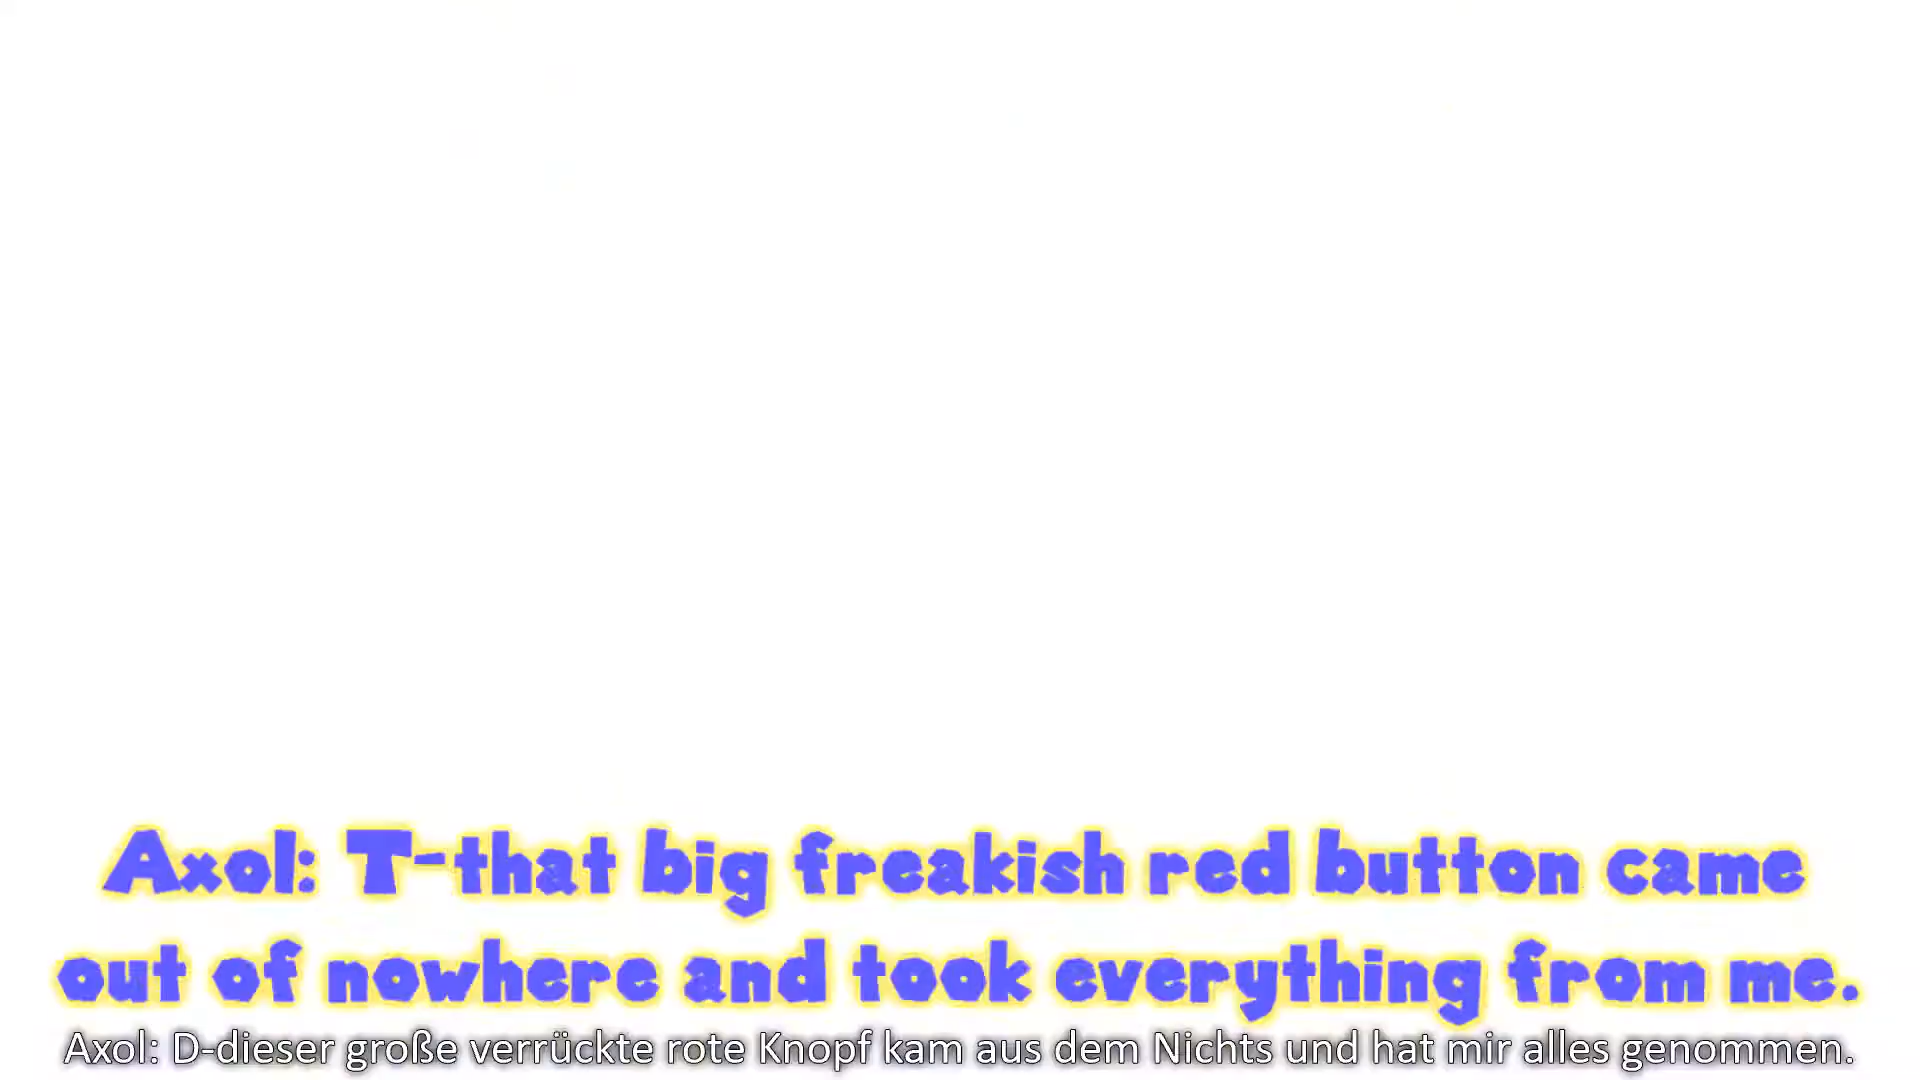 Axol: T-that big freakish red button came
out of nowhere and took everything from me.
Axol: D-dieser große verrückte rote Knopf kam aus dem Nichts und hat mir alles genommen.